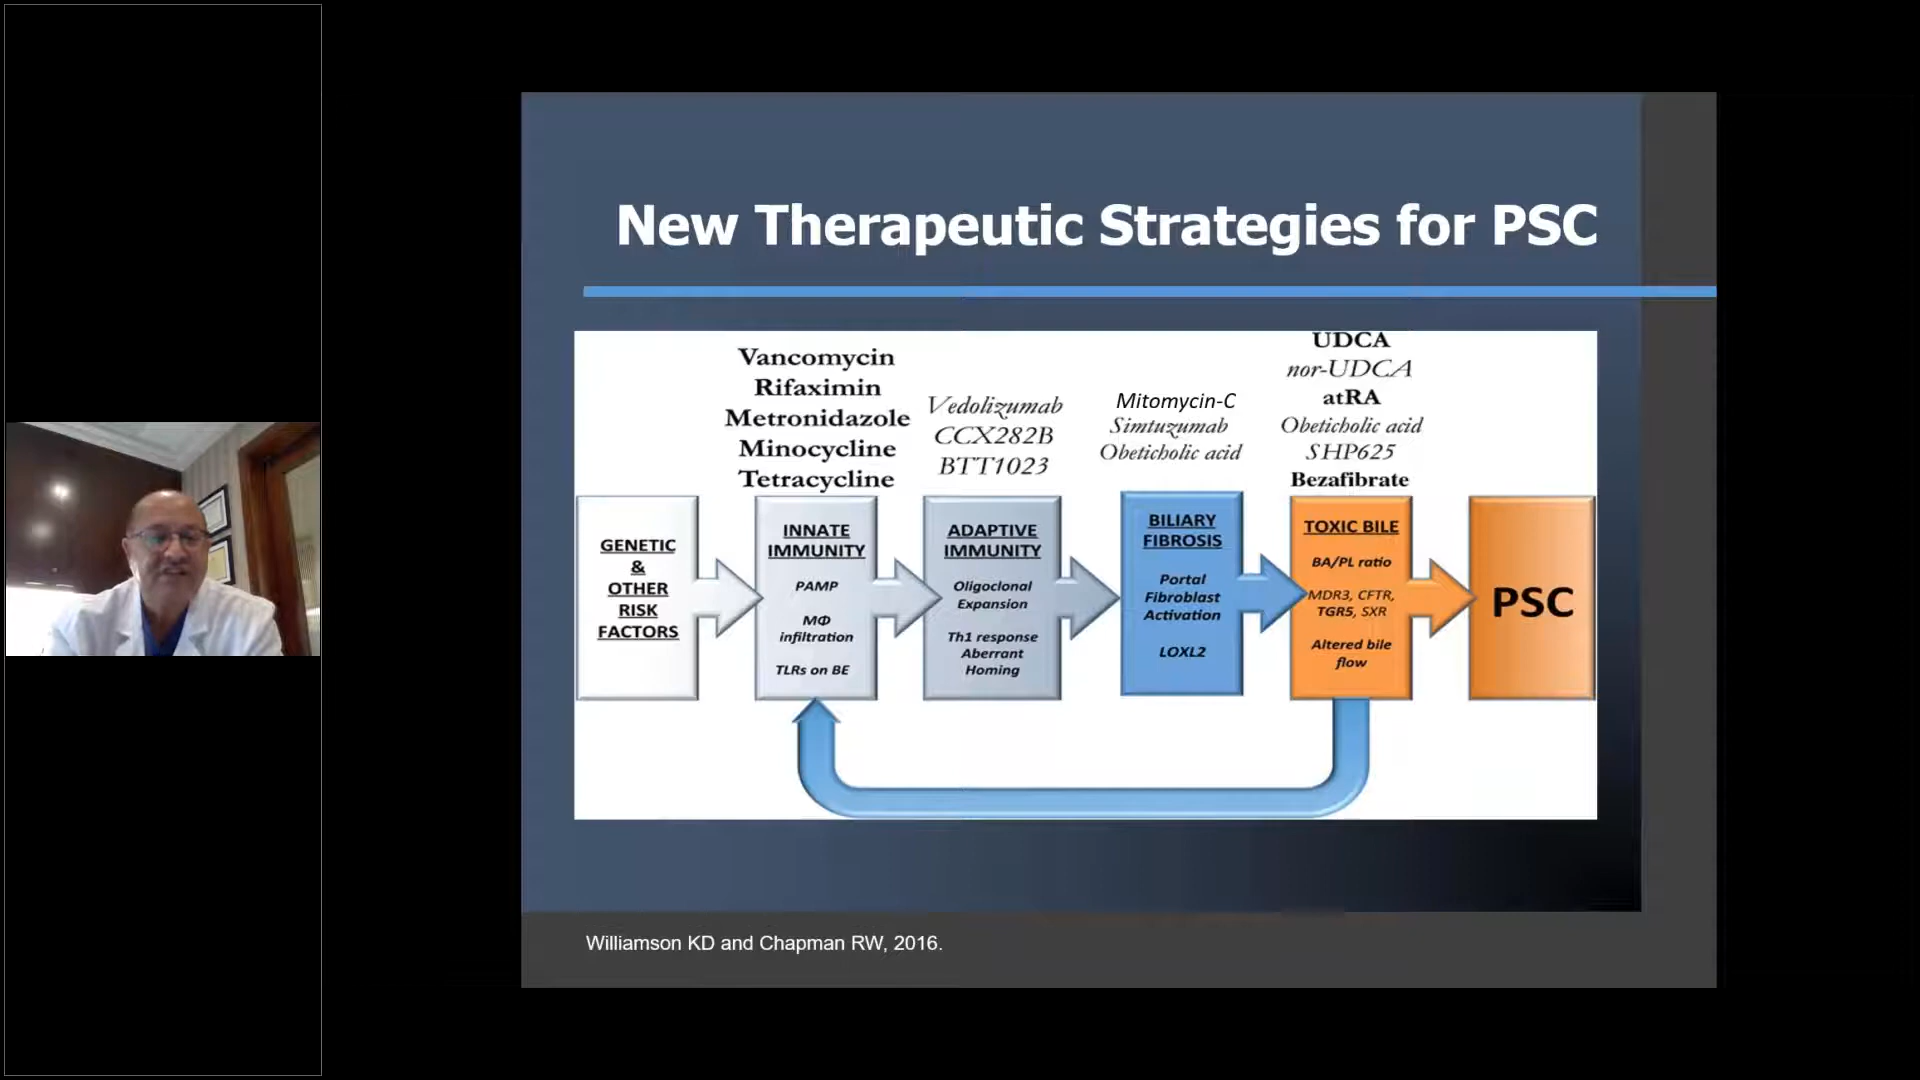 New Therapeutic Strategies for PSC
Vancomycin
Rifaximin
Metronidazole
Minocycline
Tetracycline
Vedolizumab
CCX282B
BTT1023
Mitomycin-C
Simtuzumab
Obeticholic acid
UDCA
nor-UDCA
atRA
Obeticholic acid
SHP625
Bezafibrate
GENETIC
&
OTHER
RISK
FACTORS
INNATE
IMMUNITY
PAMP
MΦ
infiltration
TLRs on BE
ADAPTIVE
IMMUNITY
Oligoclonal
Expansion
Th1 response
Aberrant
Homing
BILIARY
FIBROSIS
Portal
Fibroblast
Activation
LOXL2
TOXIC BILE
BA/PL ratio
MDR3, CFTR,
TGR5, SXR
Altered bile
flow
PSC
Williamson KD and Chapman RW, 2016.